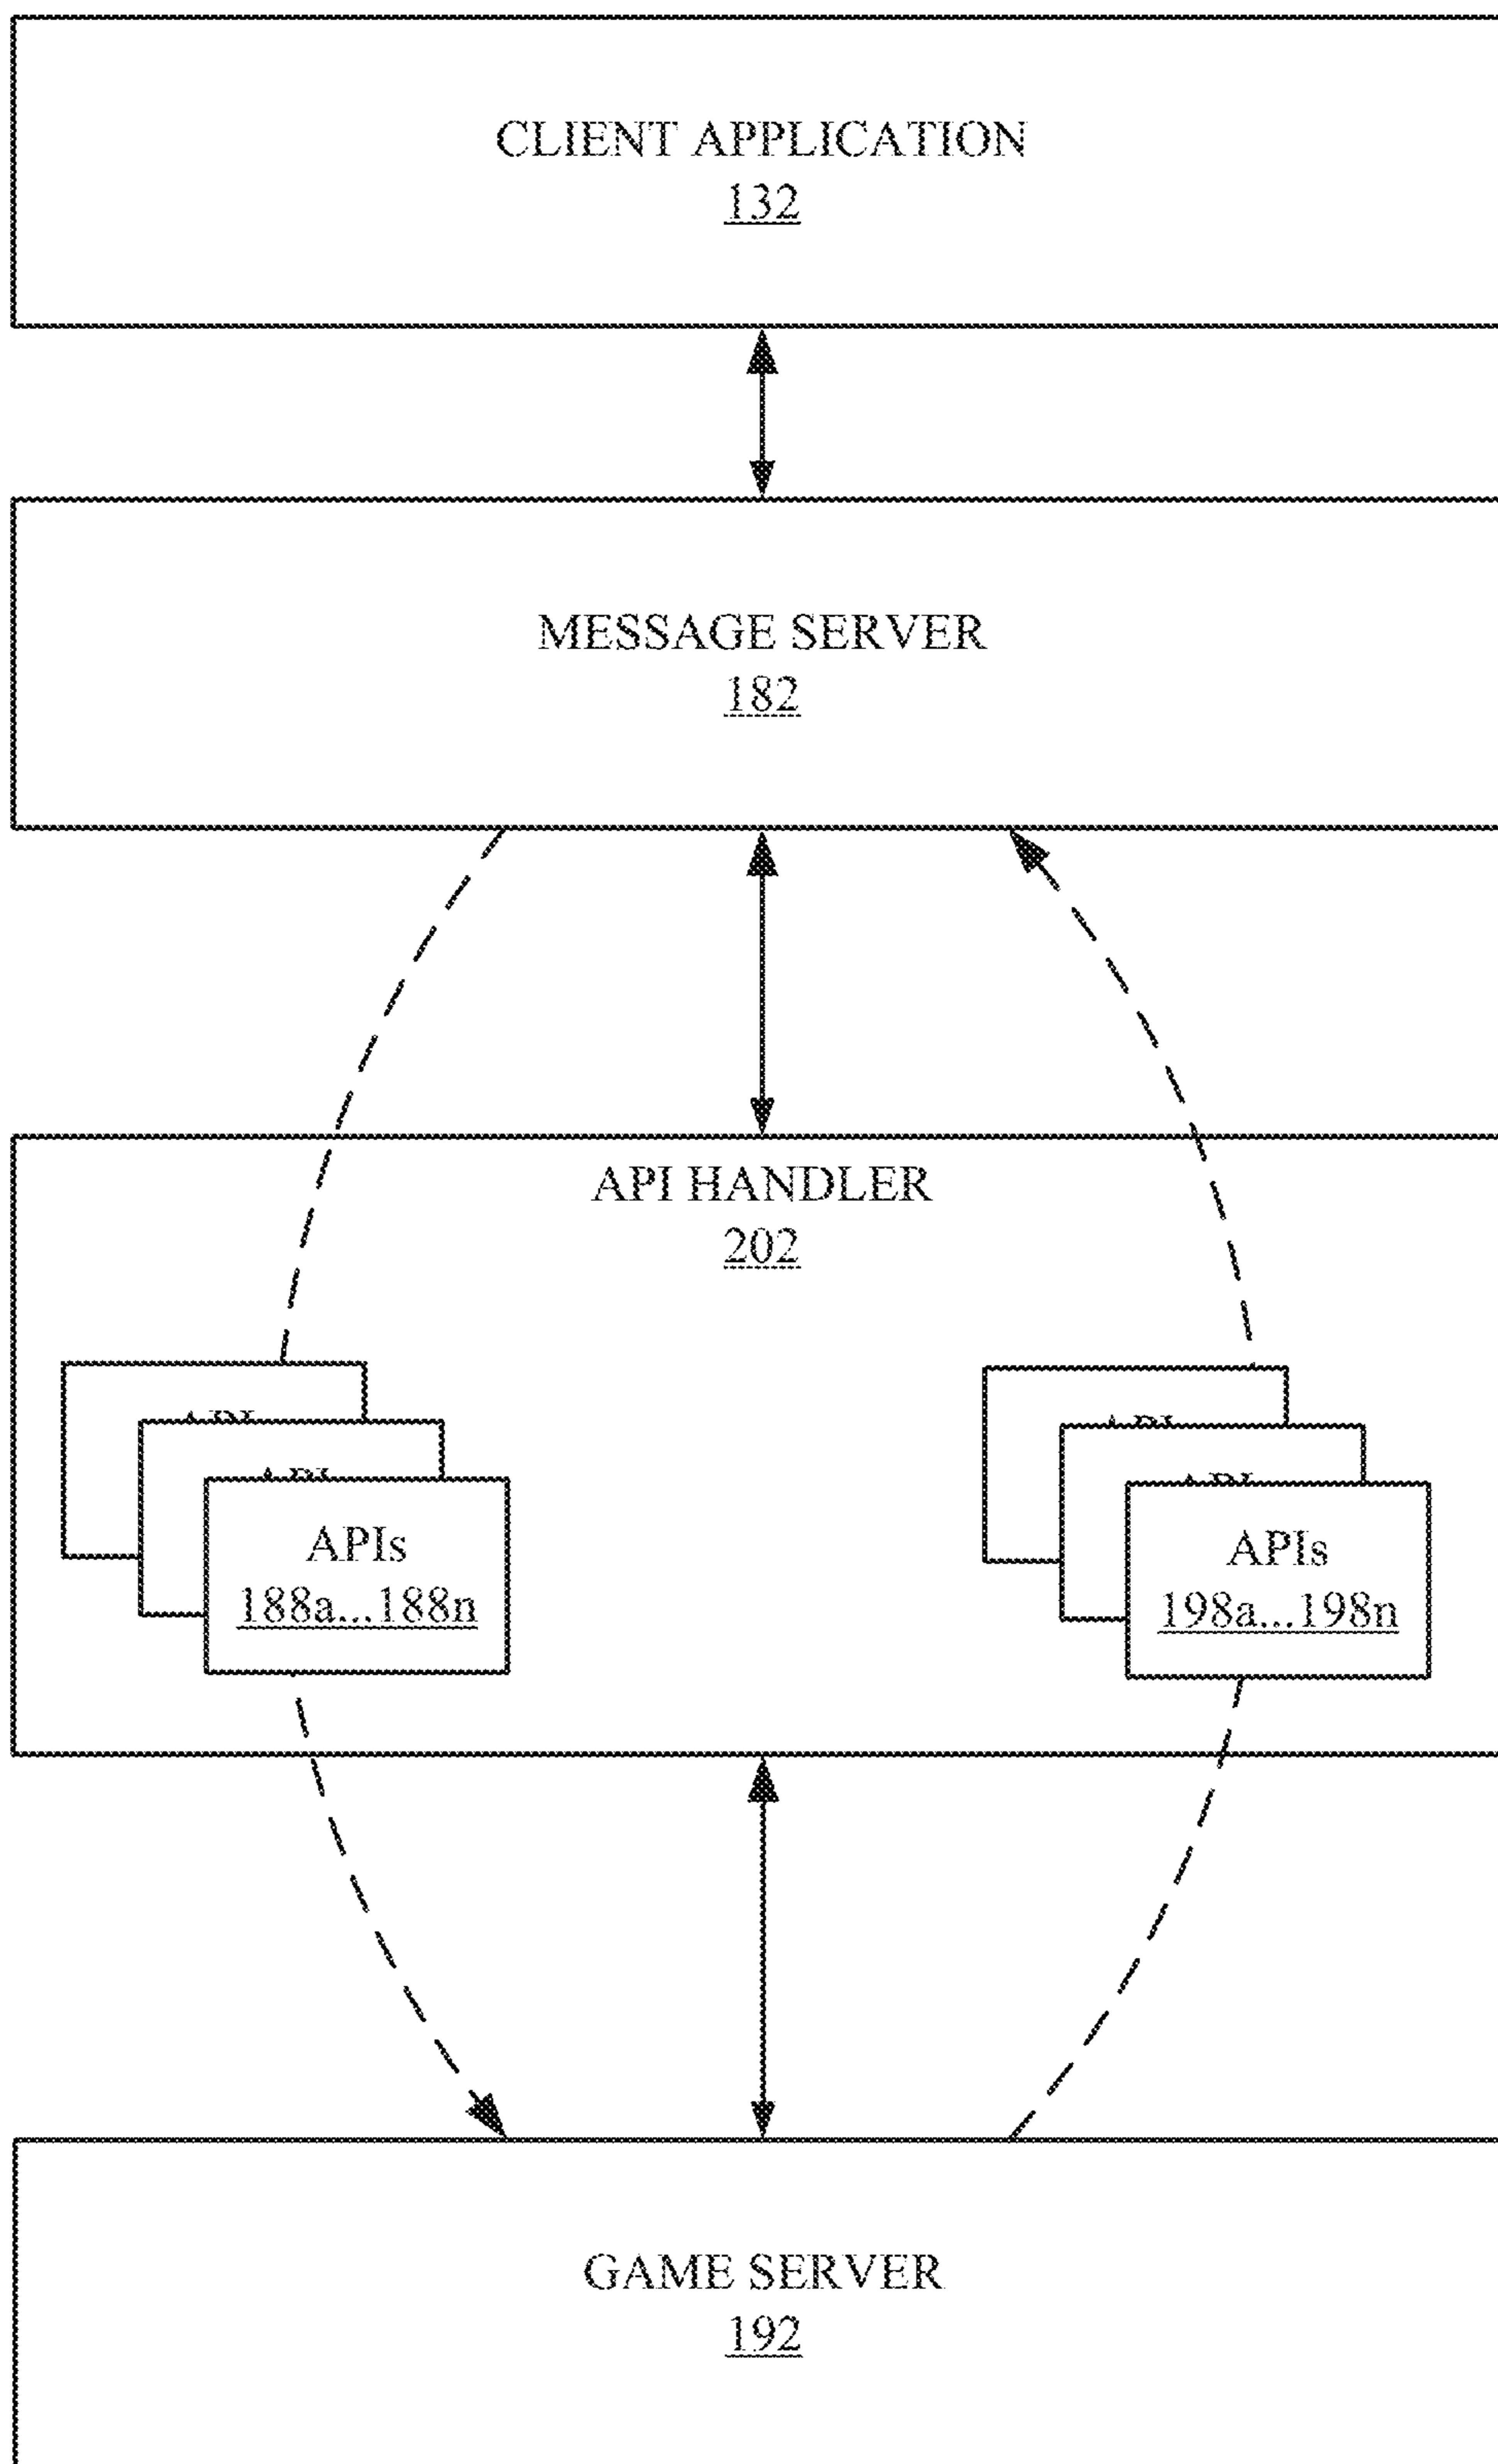 CLIENT APPLICATION
132
MESSAGE SERVER
182
API HANDLER
202
APIs
188a...188n
APIs
198a...198n
GAME SERVER
192